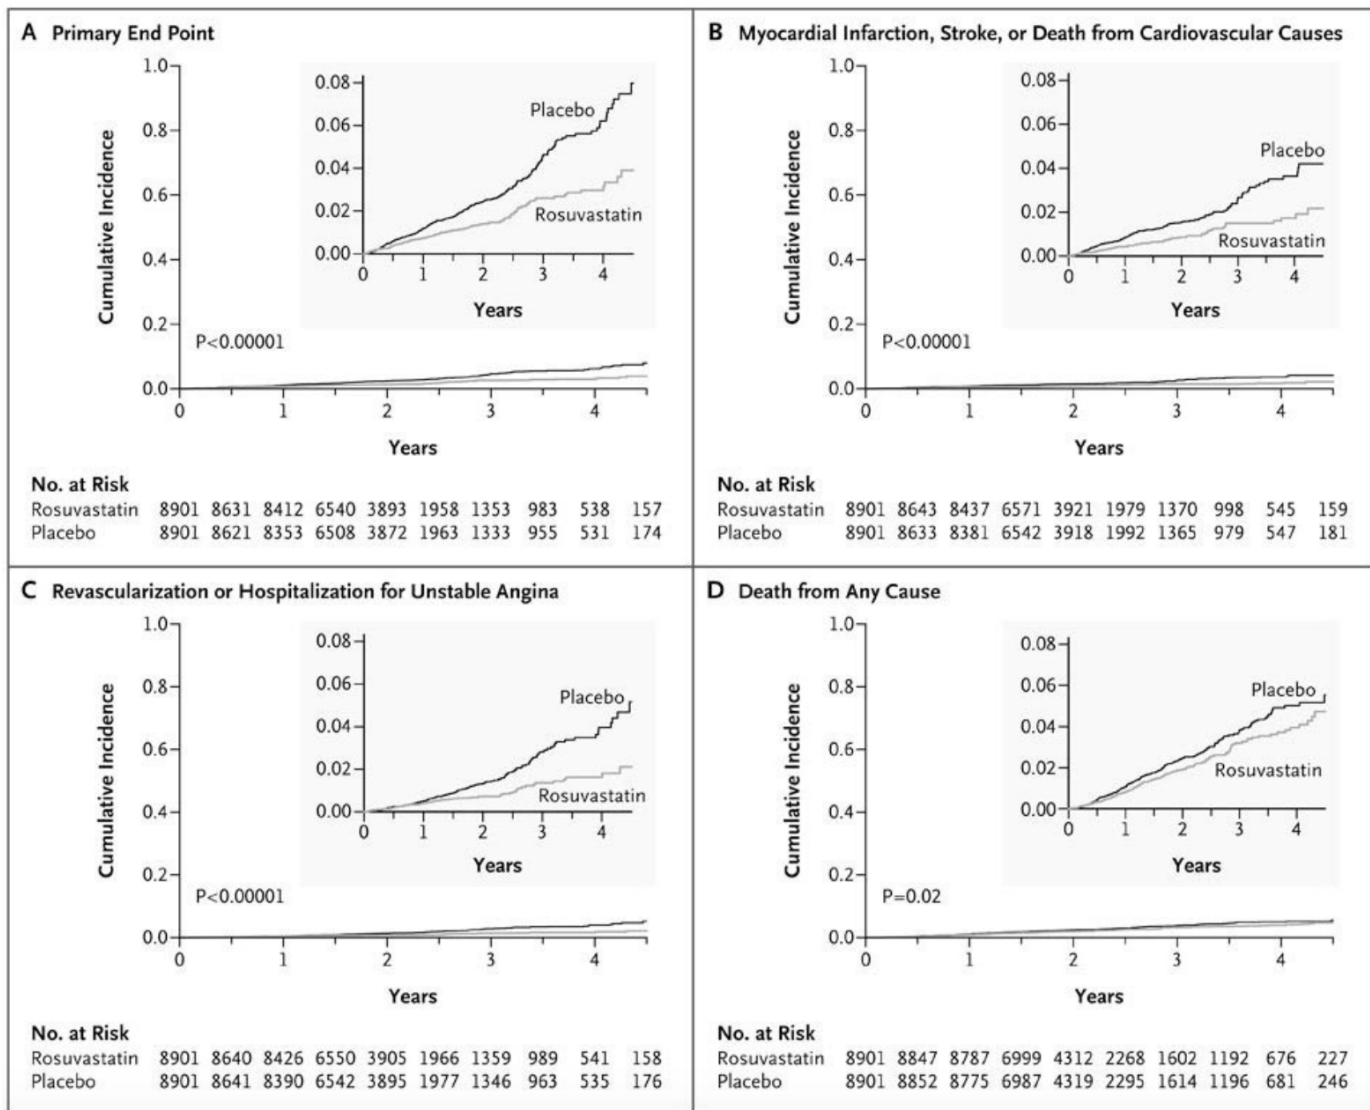 A Primary End Point
1.0
0.8
0.6
0.4
0.2
0.0
Cumulative Incidence
0.08
0.06
0.04
0.02
0.00
Placebo
Rosuvastatin
0 1 2 3 4
Years
P<0.00001
0 1 2 3 4
Years
No. at Risk
Rosuvastatin 8901 8631 8412 6540 3893 1958 1353 983 538 157
Placebo 8901 8621 8353 6508 3872 1963 1333 955 531 174
B Myocardial Infarction, Stroke, or Death from Cardiovascular Causes
1.0
0.8
0.6
0.4
0.2
0.0
Cumulative Incidence
0.08
0.06
0.04
0.02
0.00
Placebo
Rosuvastatin
0 1 2 3 4
Years
P<0.00001
0 1 2 3 4
Years
No. at Risk
Rosuvastatin 8901 8643 8437 6571 3921 1979 1370 998 545 159
Placebo 8901 8633 8381 6542 3918 1992 1365 979 547 181
C Revascularization or Hospitalization for Unstable Angina
1.0
0.8
0.6
0.4
0.2
0.0
Cumulative Incidence
0.08
0.06
0.04
0.02
0.00
Placebo
Rosuvastatin
0 1 2 3 4
Years
P<0.00001
0 1 2 3 4
Years
No. at Risk
Rosuvastatin 8901 8640 8426 6550 3905 1966 1359 989 541 158
Placebo 8901 8641 8390 6542 3895 1977 1346 963 535 176
D Death from Any Cause
1.0
0.8
0.6
0.4
0.2
0.0
Cumulative Incidence
0.08
0.06
0.04
0.02
0.00
Placebo
Rosuvastatin
0 1 2 3 4
Years
P=0.02
0 1 2 3 4
Years
No. at Risk
Rosuvastatin 8901 8847 8787 6999 4312 2268 1602 1192 676 227
Placebo 8901 8852 8775 6987 4319 2295 1614 1196 681 246